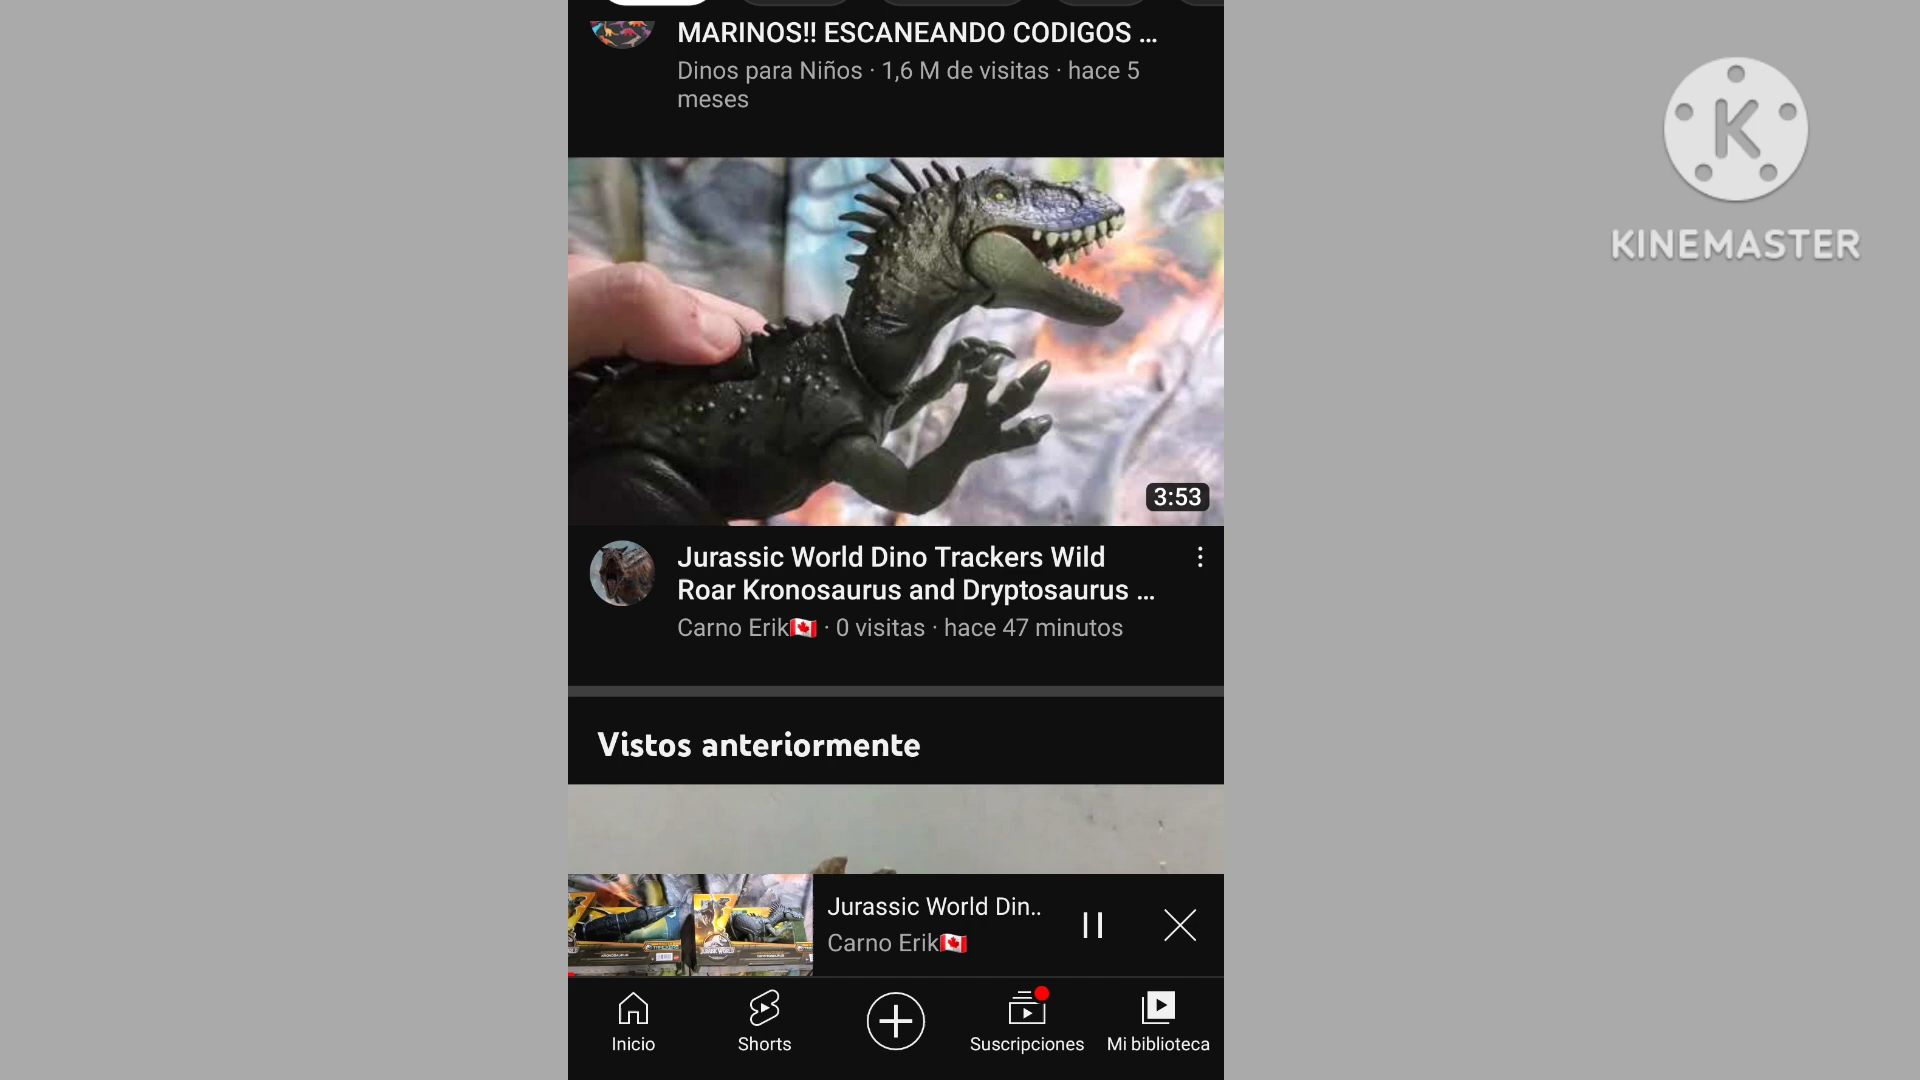 MARINOS!! ESCANEANDO CODIGOS ...
Dinos para Niños · 1,6 M de visitas · hace 5
meses
K
KINEMASTER
3:53
Jurassic World Dino Trackers Wild
Roar Kronosaurus and Dryptosaurus ...
Carno Erik🇨🇦 · 0 visitas · hace 47 minutos
Vistos anteriormente
Jurassic World Din..
Carno Erik🇨🇦
Inicio
Shorts
Suscripciones
Mi biblioteca